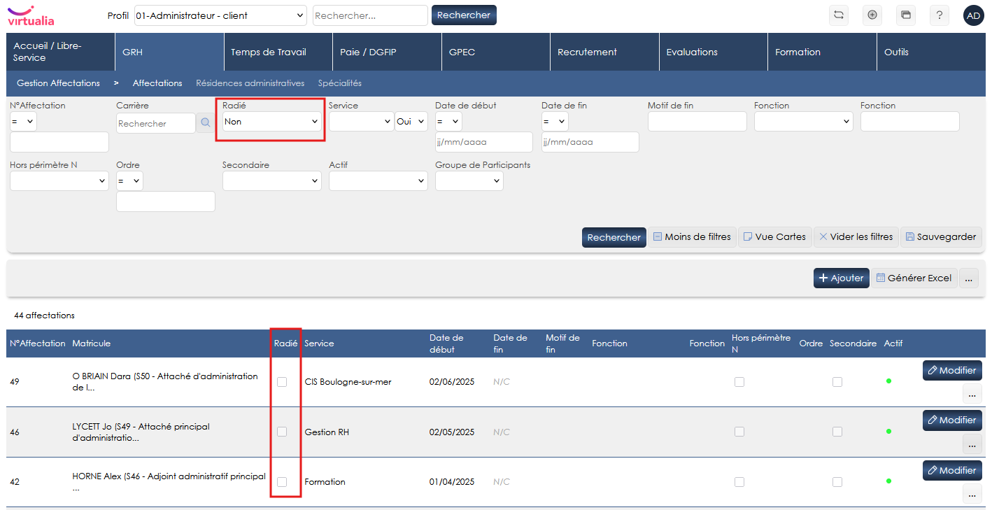 virtualia Profil 01-Administrateur - client Rechercher... Rechercher ? AD
Accueil / Libre-Service GRH Temps de Travail Paie / DGFIP GPEC Recrutement Evaluations Formation Outils
Gestion Affectations > Affectations Résidences administratives Spécialités
N°Affectation Carrière Radié Service Date de début Date de fin Motif de fin Fonction Fonction
= Rechercher Non Oui = =
jj/mm/aaaa jj/mm/aaaa
Hors périmètre N Ordre Secondaire Actif Groupe de Participants
=
Rechercher Moins de filtres Vue Cartes Vider les filtres Sauvegarder
+ Ajouter Générer Excel ...
44 affectations
N°Affectation Matricule Radié Service Date de début Date de fin Motif de fin Fonction Fonction Hors périmètre N Ordre Secondaire Actif
49 O BRIAIN Dara (S50 - Attaché d'administration de l... CIS Boulogne-sur-mer 02/06/2025 N/C Modifier
...
46 LYCETT Jo (S49 - Attaché principal d'administratio... Gestion RH 02/05/2025 N/C Modifier
...
42 HORNE Alex (S46 - Adjoint administratif principal ... Formation 01/04/2025 N/C Modifier
...